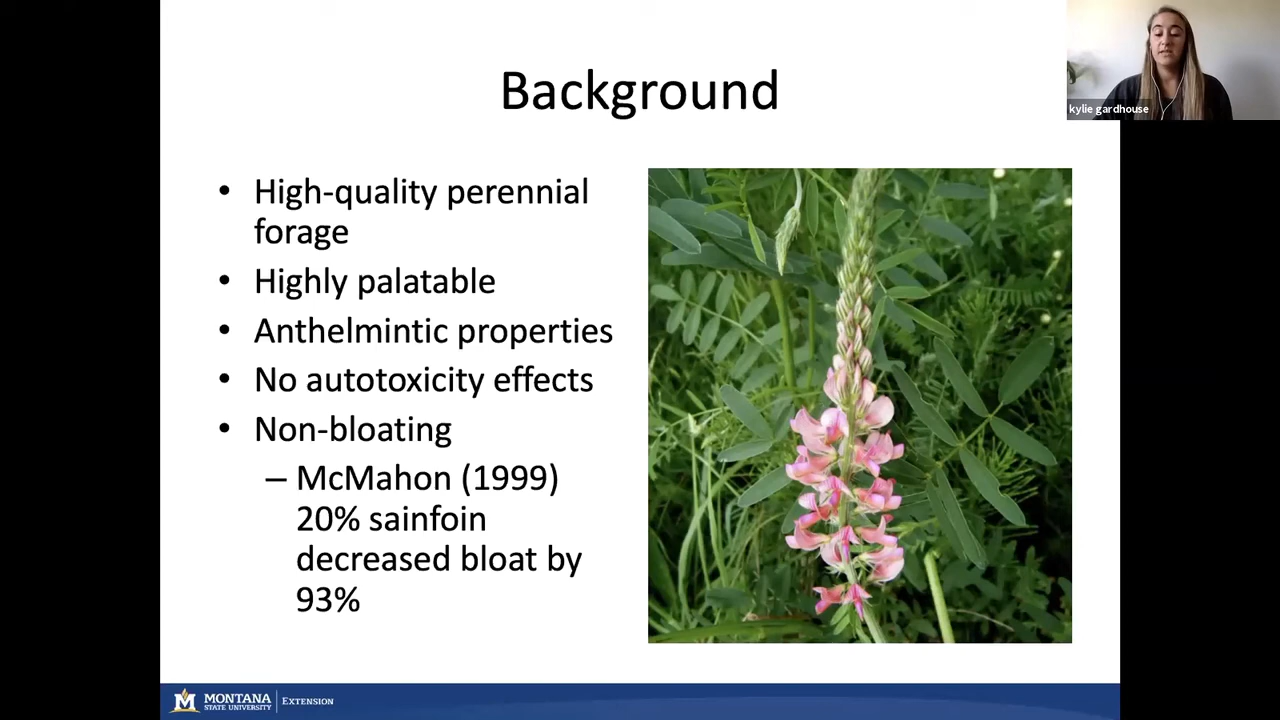 Background
kylie gardhouse
• High-quality perennial
forage
• Highly palatable
• Anthelmintic properties
• No autotoxicity effects
• Non-bloating
– McMahon (1999)
20% sainfoin
decreased bloat by
93%
M MONTANA
STATE UNIVERSITY
EXTENSION